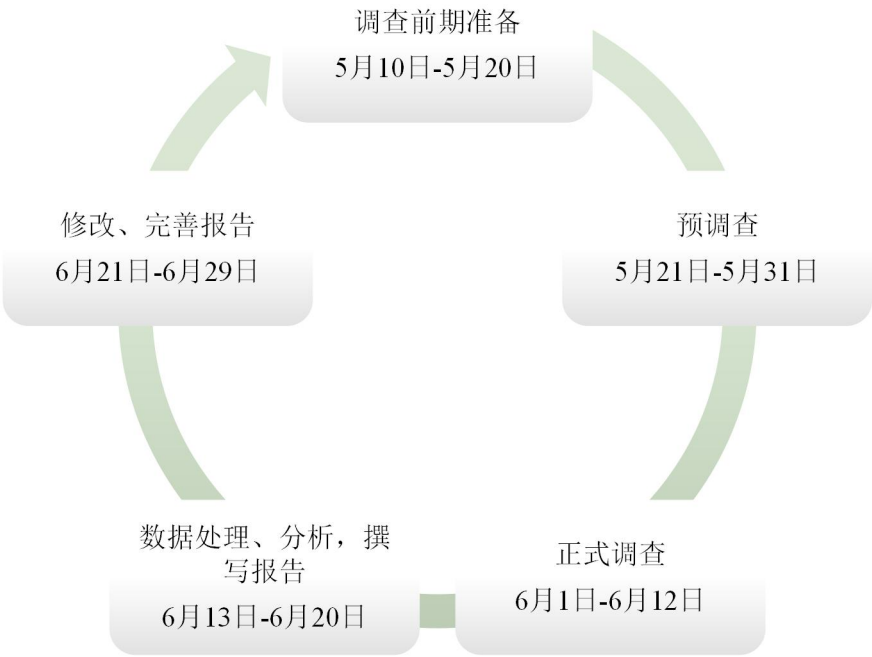 调查前期准备
5月10日-5月20日
预调查
5月21日-5月31日
正式调查
6月1日-6月12日
数据处理、分析，撰
写报告
6月13日-6月20日
修改、完善报告
6月21日-6月29日